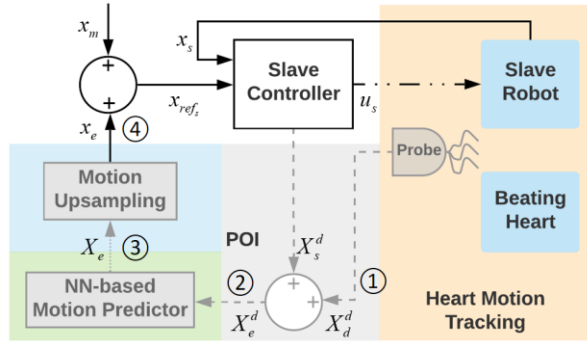 x_m
x_s
+
+
x_{ref_s}
x_e
④
Slave
Controller
u_s
Slave
Robot
Probe
Motion
Upsampling
X_e
③
POI
X_s^d
①
Beating
Heart
NN-based
Motion Predictor
②
X_e^d
+
+
X_d^d
Heart Motion
Tracking